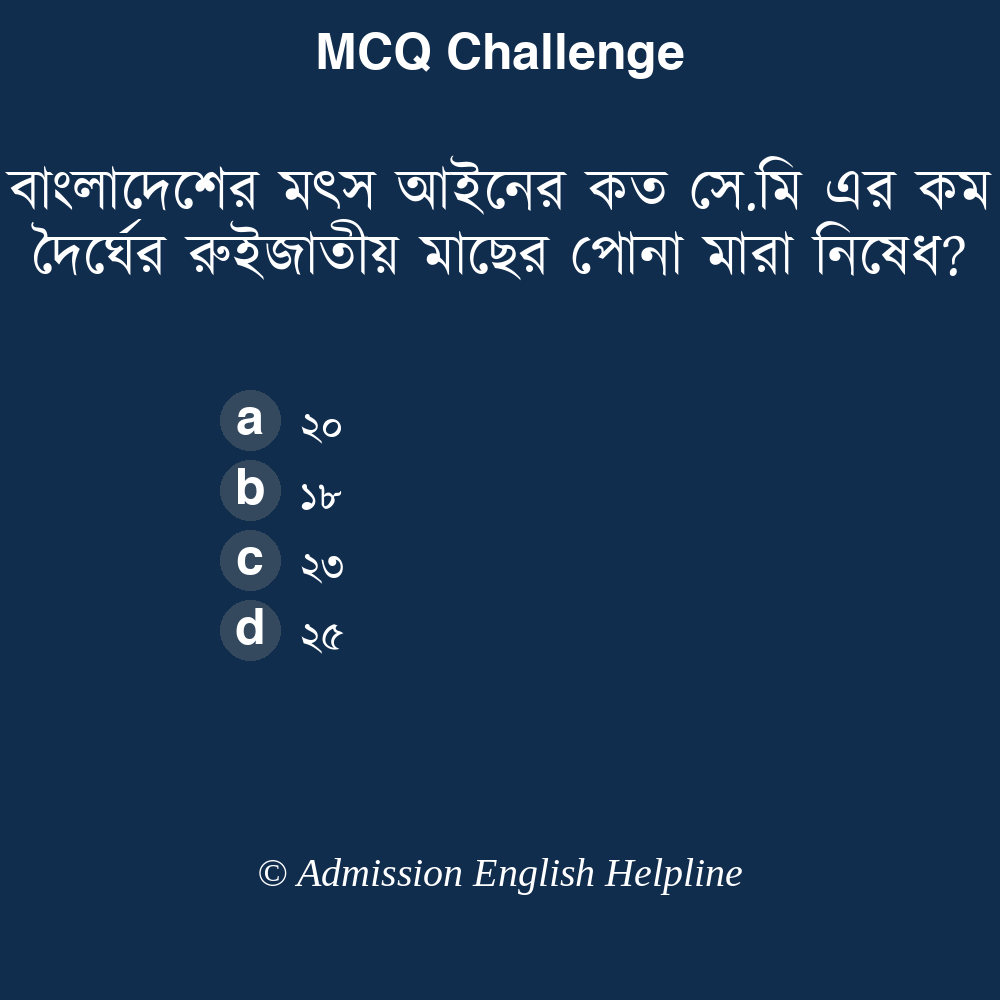 MCQ Challenge
বাংলাদেশের মৎস আইনের কত সে.মি এর কম
দৈর্ঘের রুইজাতীয় মাছের পোনা মারা নিষেধ?
a ২০
b ১৮
c ২৩
d ২৫
© Admission English Helpline